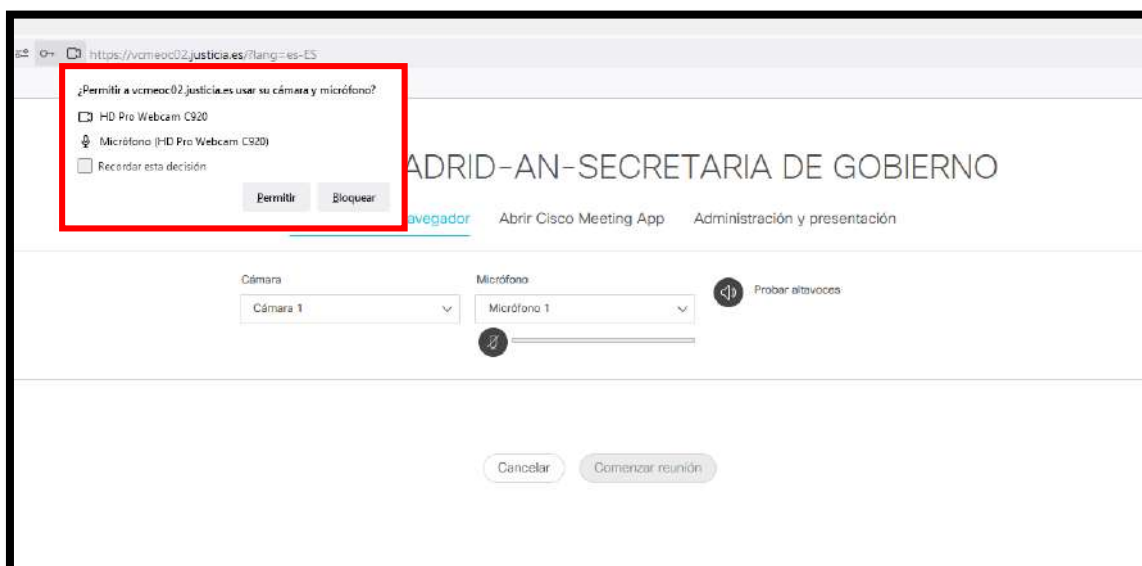 https://vcmeoc02.justicia.es/?lang=es-ES
¿Permitir a vcmeoc02.justicia.es usar su cámara y micrófono?
HD Pro Webcam C920
Micrófono (HD Pro Webcam C920)
Recordar esta decisión
Permitir Bloquear
ADRID-AN-SECRETARIA DE GOBIERNO
avegador Abrir Cisco Meeting App Administración y presentación
Cámara Micrófono
Cámara 1 Micrófono 1 Probar altavoces
Cancelar Comenzar reunión